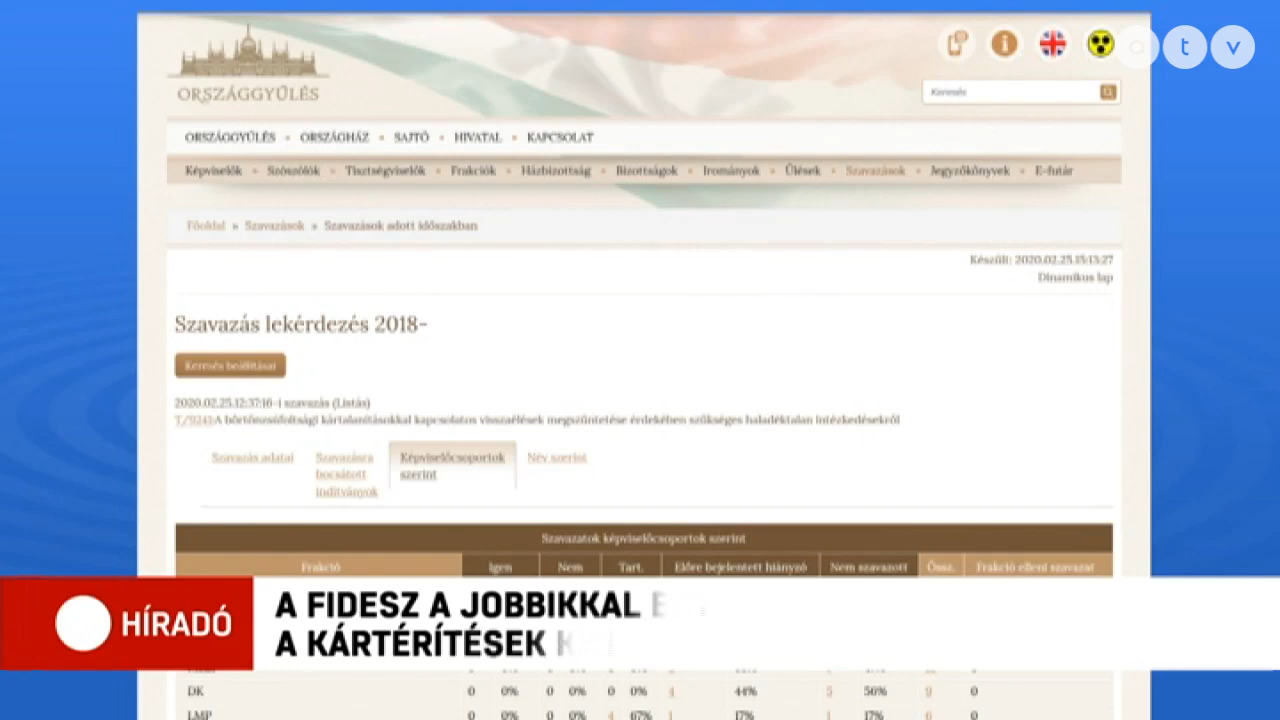 a t v
ORSZÁGGYŰLÉS
Keresés
ORSZÁGGYŰLÉS • ORSZÁGHÁZ • SAJTÓ • HIVATAL • KAPCSOLAT
Képviselők • Szószólók • Tisztségviselők • Frakciók • Házbizottság • Bizottságok • Irományok • Ülések • Szavazások • Jegyzőkönyvek • E-futár
Főoldal » Szavazások » Szavazások adott időszakban
Készült: 2020.02.25.15:13:27
Dinamikus lap
Szavazás lekérdezés 2018-
Keresés beállításai
2020.02.25.12:37:16-i szavazás (Listás)
T/9241 A börtönzsúfoltsági kártalanításokkal kapcsolatos visszaélések megszüntetése érdekében szükséges haladéktalan intézkedésekről
Szavazás adatai
Szavazásra bocsátott indítványok
Képviselőcsoportok szerint
Név szerint
Szavazatok képviselőcsoportok szerint
Frakció Igen Nem Tart. Előre bejelentett hiányzó Nem szavazott Össz. Frakció elleni szavazat
HÍRADÓ
A FIDESZ A JOBBIKKAL
A KÁRTÉRÍTÉSEK
DK 0 0% 0 0% 0 0% 4 44% 5 56% 9 0
LMP 0 0% 0 0% 4 67% 1 17% 1 17% 6 0